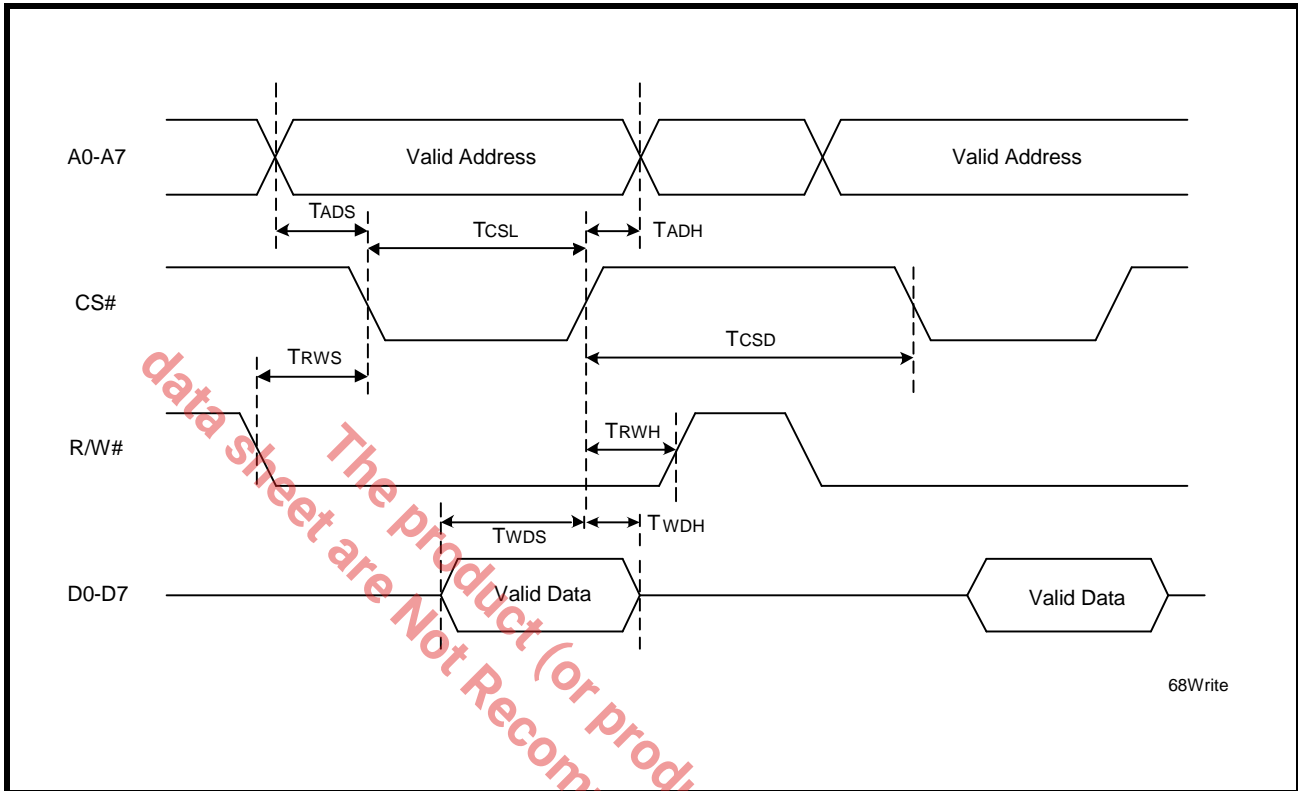 A0-A7
Valid Address
Valid Address
TADS
TCSL
TADH
CS#
TCSD
TRWS
R/W#
TRWH
TWDS
TWDH
D0-D7
Valid Data
Valid Data
68Write
The product (or produ
data sheet are Not Recom